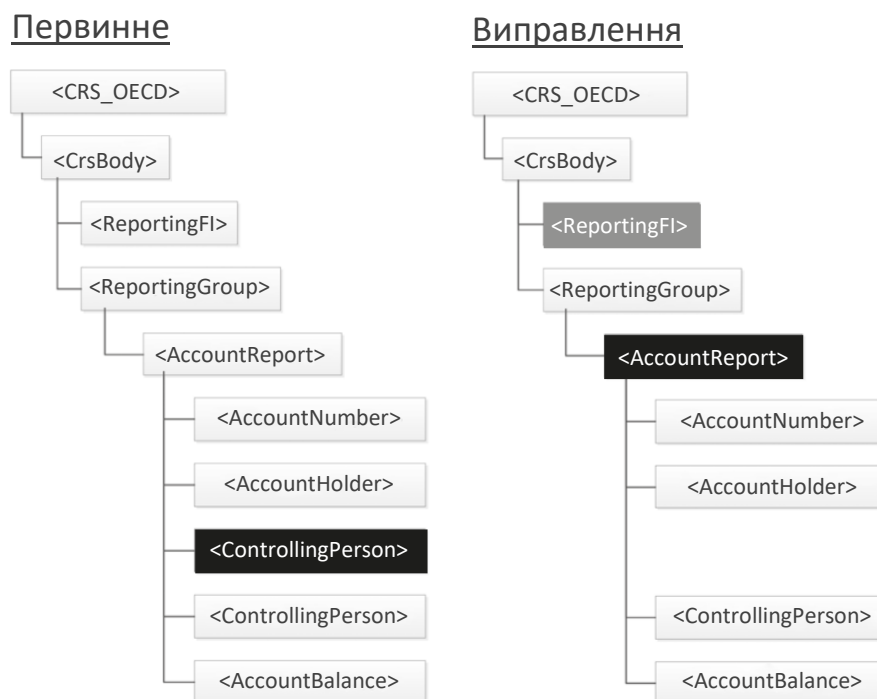 Первинне
<CRS_OECD>
<CrsBody>
<ReportingFI>
<ReportingGroup>
<AccountReport>
<AccountNumber>
<AccountHolder>
<ControllingPerson>
<ControllingPerson>
<AccountBalance>
Виправлення
<CRS_OECD>
<CrsBody>
<ReportingFI>
<ReportingGroup>
<AccountReport>
<AccountNumber>
<AccountHolder>
<ControllingPerson>
<AccountBalance>